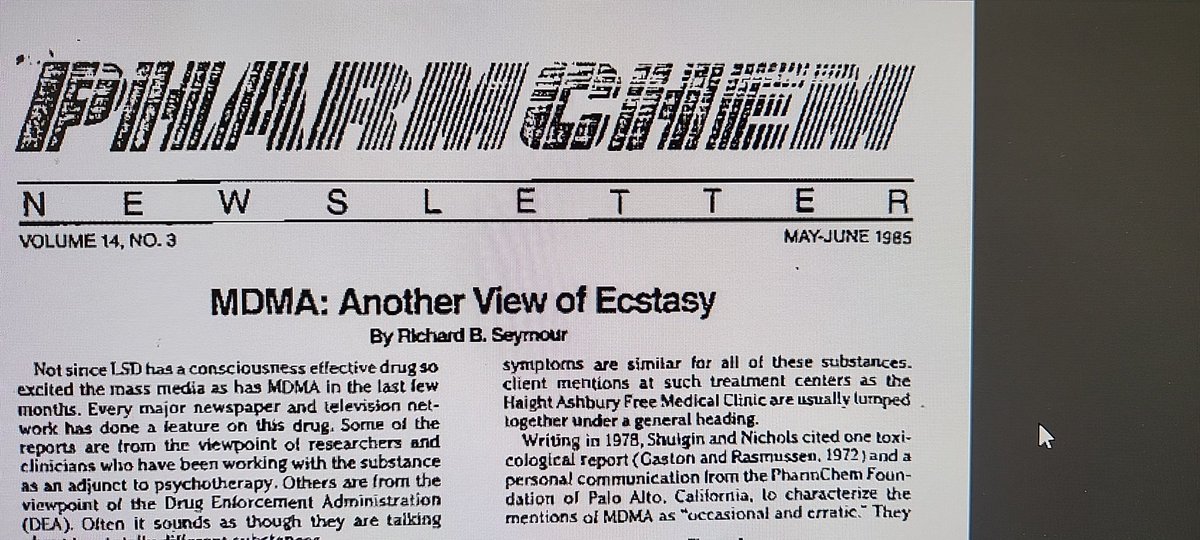 PHARMCHEM
NEWSLETTER
VOLUME 14, NO. 3
MAY-JUNE 1985
MDMA: Another View of Ecstasy
By Richard B. Seymour
Not since LSD has a consciousness effective drug so
excited the mass media as has MDMA in the last few
months. Every major newspaper and television net-
work has done a feature on this drug. Some of the
reports are from the viewpoint of researchers and
clinicians who have been working with the substance
as an adjunct to psychotherapy. Others are from the
viewpoint of the Drug Enforcement Administration
(DEA). Often it sounds as though they are talking
symptoms are similar for all of these substances.
client mentions at such treatment centers as the
Haight Ashbury Free Medical Clinic are usually lumped
together under a general heading.
Writing in 1978, Shulgin and Nichols cited one toxi-
cological report (Gaston and Rasmussen, 1972) and a
personal communication from the PharmChem Foun-
dation of Palo Alto, California, to characterize the
mentions of MDMA as "occasional and erratic." They